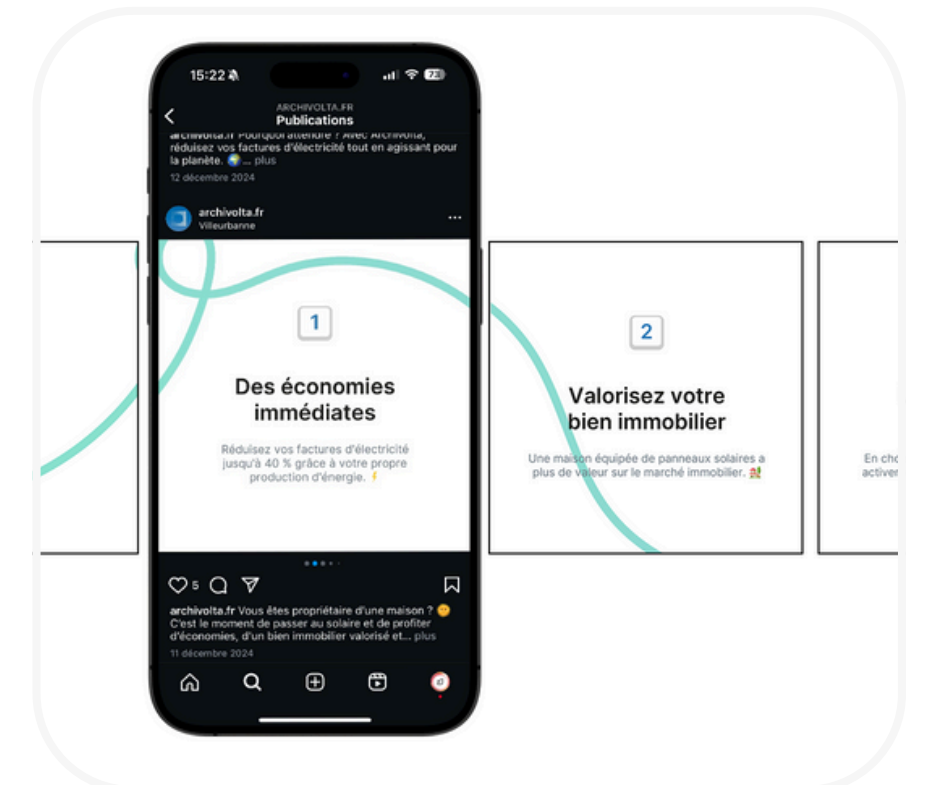 15:22
73
ARCHIVOLTA.FR
Publications
archivolta.fr Pourquoi attendre ? Avec Archivolta,
réduisez vos factures d'électricité tout en agissant pour
la planète. 🌍 ... plus
12 décembre 2024
archivolta.fr
Villeurbanne
1
Des économies
immédiates
Réduisez vos factures d'électricité
jusqu'à 40 % grâce à votre propre
production d'énergie. ⚡
5
archivolta.fr Vous êtes propriétaire d'une maison ?
C'est le moment de passer au solaire et de profiter
d'économies, d'un bien immobilier valorisé et... plus
11 décembre 2024
2
Valorisez votre
bien immobilier
Une maison équipée de panneaux solaires a
plus de valeur sur le marché immobilier.
En cho
activer